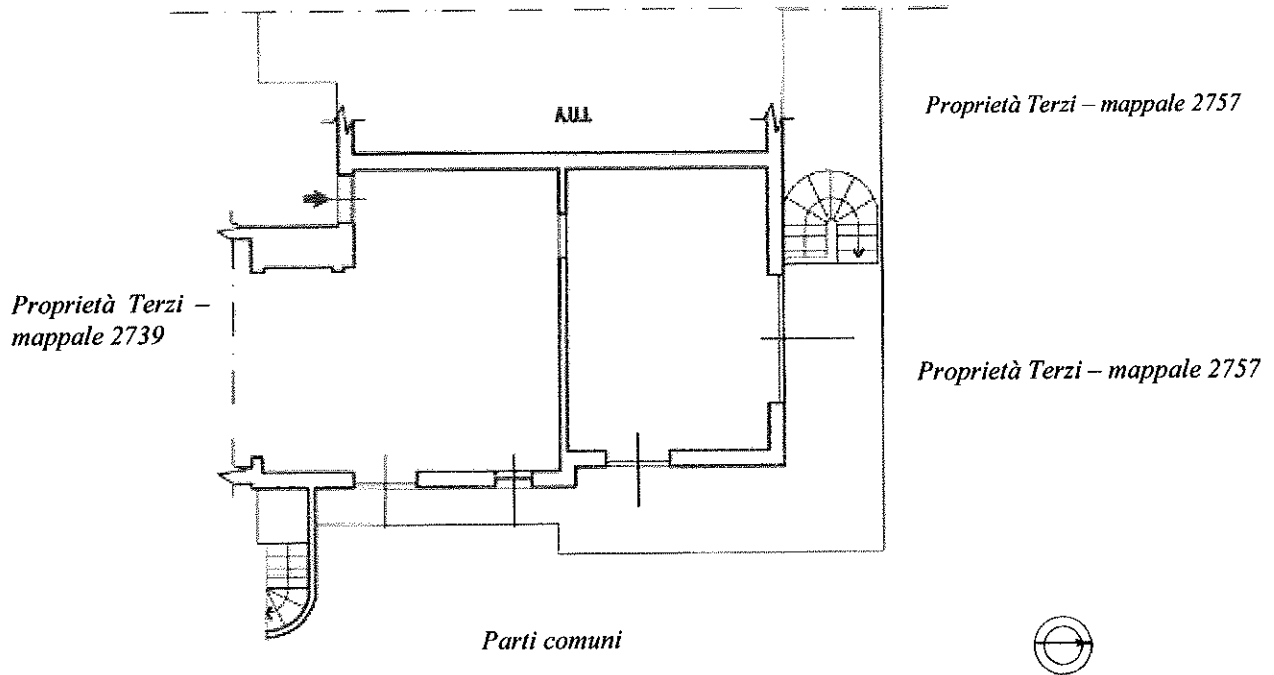 Proprietà Terzi – mappale 2757
A.U.I.
Proprietà Terzi –
mappale 2739
Proprietà Terzi – mappale 2757
Parti comuni